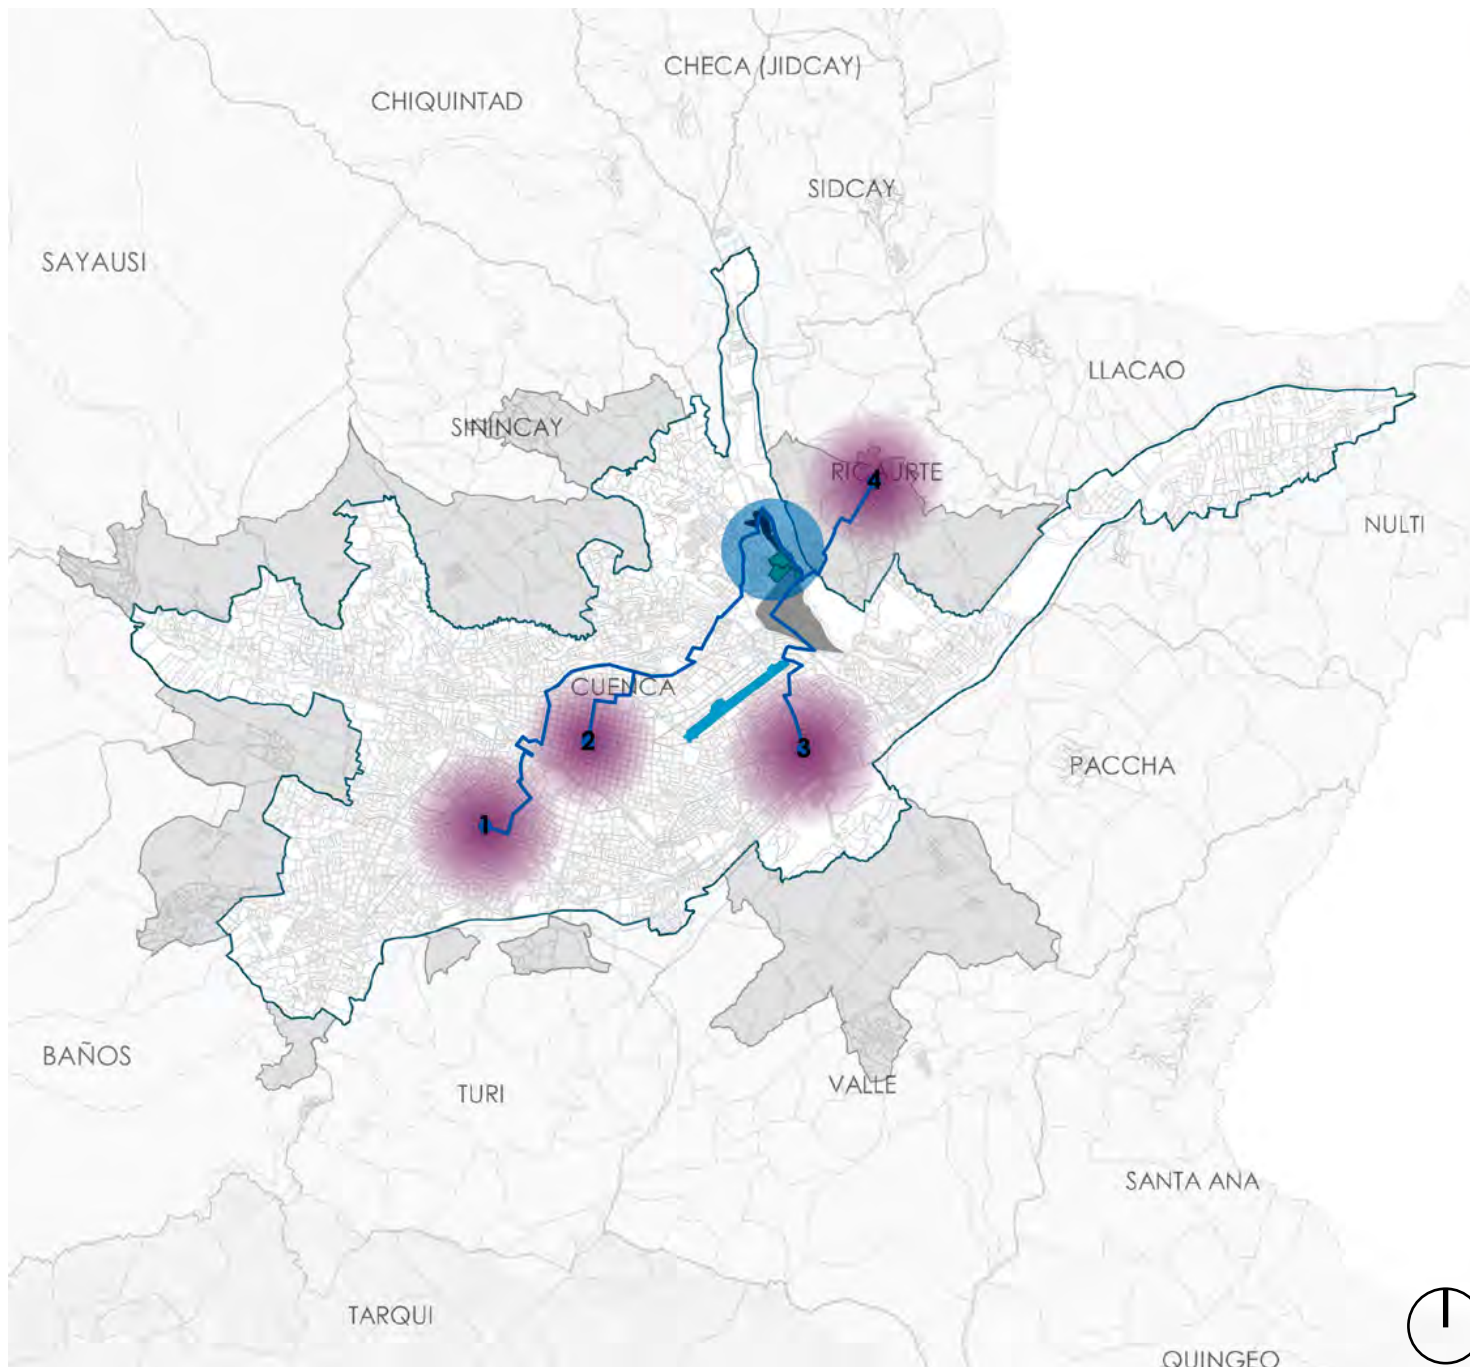 CHECA (JIDCAY)
CHIQUINTAD
SIDCAY
SAYAUSI
LLACAO
SININCAY
RICAURTE
4
NULTI
CUENCA
2
3
PACCHA
1
BAÑOS
TURI
VALLE
SANTA ANA
TARQUI
QUINGEO